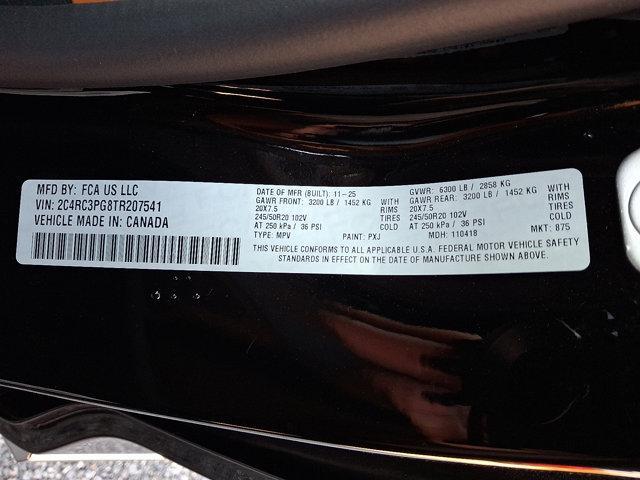 MFD BY: FCA US LLC
VIN: 2C4RC3PG8TR207541
VEHICLE MADE IN: CANADA
DATE OF MFR (BUILT): 11-25
GAWR FRONT: 3200 LB / 1452 KG WITH
20X7.5 RIMS
245/50R20 102V TIRES
AT 250 kPa / 36 PSI COLD
TYPE: MPV PAINT: PXJ
GVWR: 6300 LB / 2858 KG
GAWR REAR: 3200 LB / 1452 KG WITH
20X7.5 RIMS
245/50R20 102V TIRES
AT 250 kPa / 36 PSI COLD
MDH: 110418 MKT: 875
THIS VEHICLE CONFORMS TO ALL APPLICABLE U.S.A. FEDERAL MOTOR VEHICLE SAFETY
STANDARDS IN EFFECT ON THE DATE OF MANUFACTURE SHOWN ABOVE.